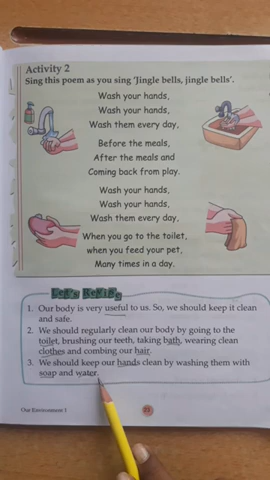 Activity 2
Sing this poem as you sing 'Jingle bells, jingle bells'.
Wash your hands,
Wash your hands,
Wash them every day,
Before the meals,
After the meals and
Coming back from play.
Wash your hands,
Wash your hands,
Wash them every day,
When you go to the toilet,
when you feed your pet,
Many times in a day.
Let's Revise
1. Our body is very useful to us. So, we should keep it clean
and safe.
2. We should regularly clean our body by going to the
toilet, brushing our teeth, taking bath, wearing clean
clothes and combing our hair.
3. We should keep our hands clean by washing them with
soap and water.
Our Environment 1